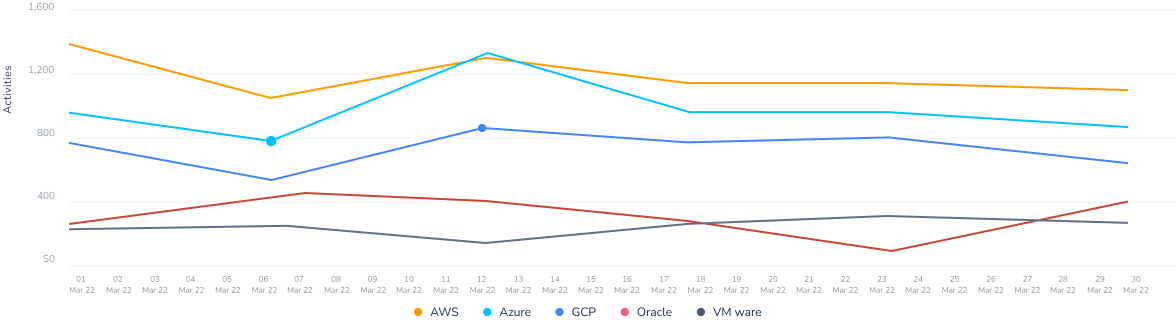 1,600
1,200
800
400
$0
Activities
01 02 03 04 05 06 07 08 09 10 11 12 13 14 15 16 17 18 19 20 21 22 23 24 25 26 27 28 29 30
Mar 22 Mar 22 Mar 22 Mar 22 Mar 22 Mar 22 Mar 22 Mar 22 Mar 22 Mar 22 Mar 22 Mar 22 Mar 22 Mar 22 Mar 22 Mar 22 Mar 22 Mar 22 Mar 22 Mar 22 Mar 22 Mar 22 Mar 22 Mar 22 Mar 22 Mar 22 Mar 22 Mar 22 Mar 22 Mar 22
AWS Azure GCP Oracle VM ware